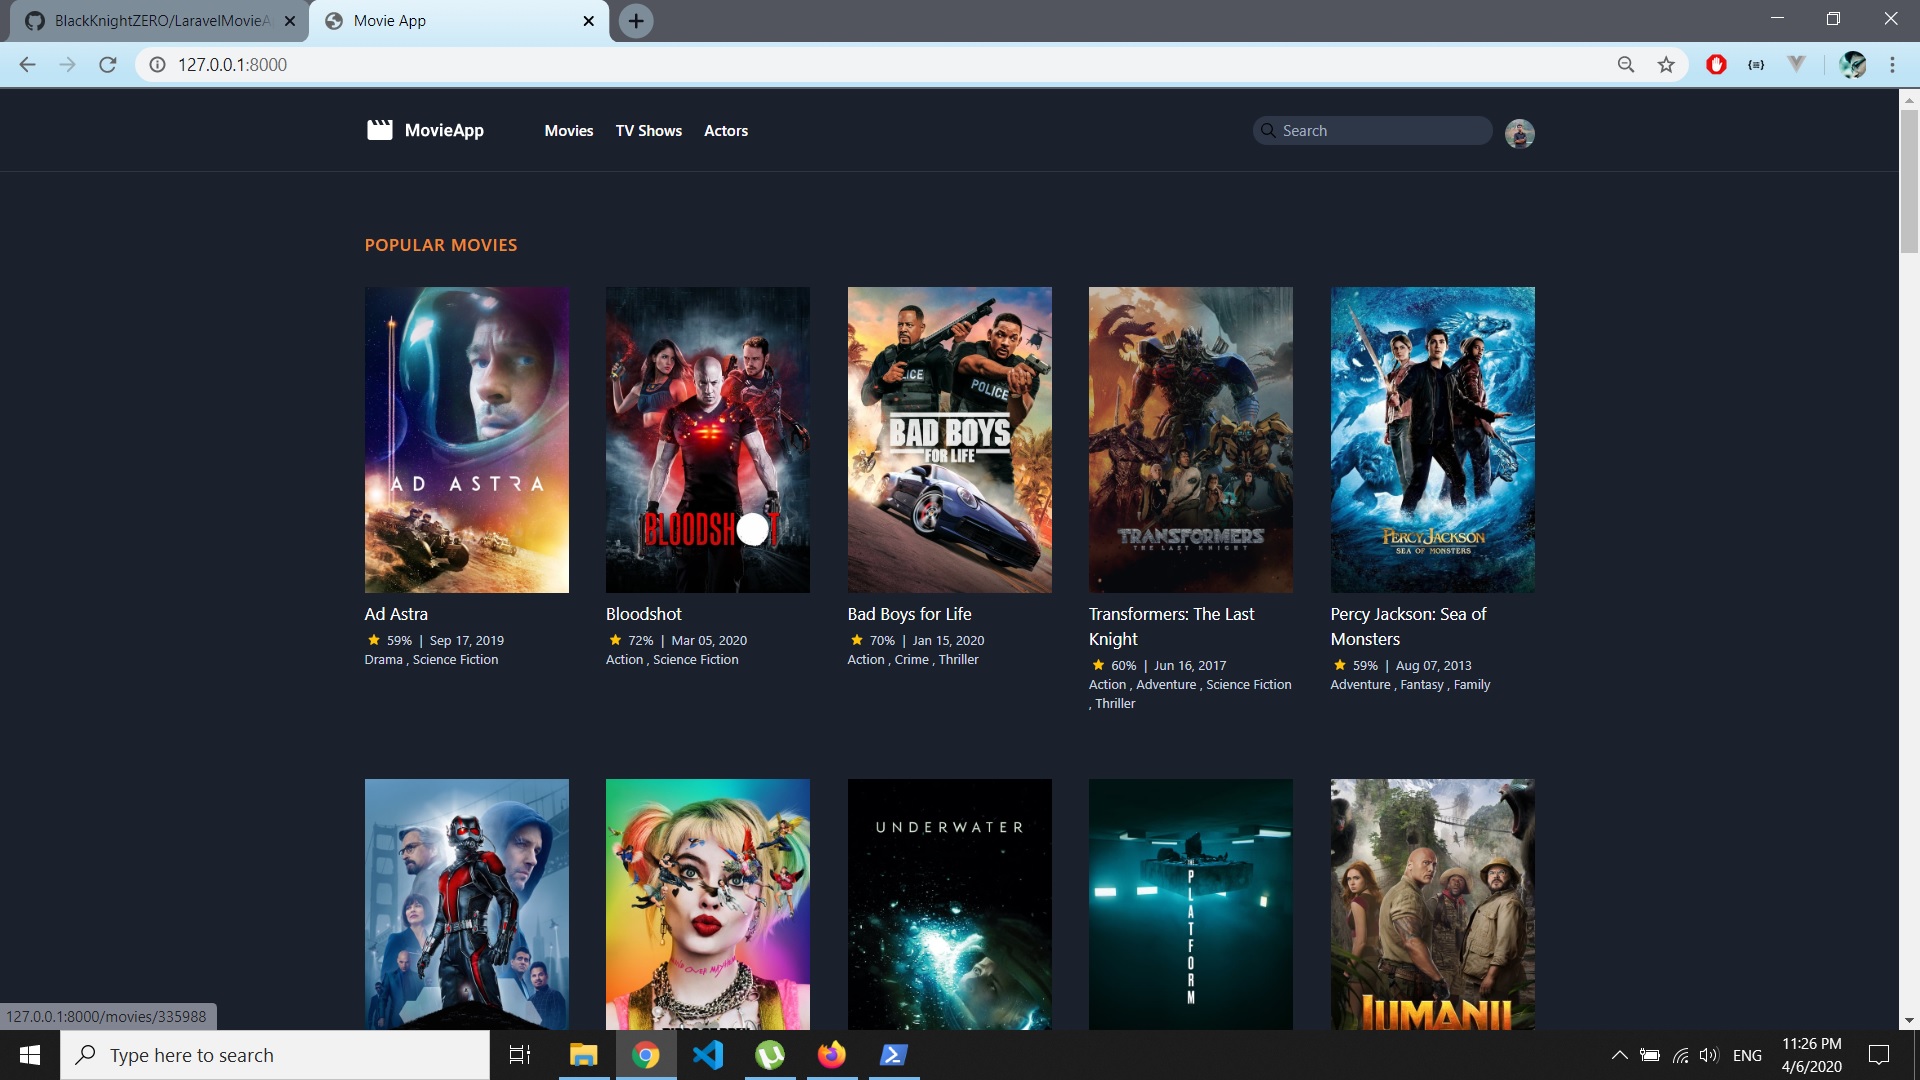 BlackKnightZERO/LaravelMovieA
Movie App
127.0.0.1:8000
MovieApp
Movies
TV Shows
Actors
Search
POPULAR MOVIES
AD ASTRA
BLOODSHOT
POLICE
BAD BOYS
FOR LIFE
TRANSFORMERS
THE LAST KNIGHT
PERCY JACKSON
SEA OF MONSTERS
Ad Astra
59% | Sep 17, 2019
Drama , Science Fiction
Bloodshot
72% | Mar 05, 2020
Action , Science Fiction
Bad Boys for Life
70% | Jan 15, 2020
Action , Crime , Thriller
Transformers: The Last
Knight
60% | Jun 16, 2017
Action , Adventure , Science Fiction
, Thriller
Percy Jackson: Sea of
Monsters
59% | Aug 07, 2013
Adventure , Fantasy , Family
UNDERWATER
THE
PLATFORM
JUMANJI
127.0.0.1:8000/movies/335988
Type here to search
ENG
11:26 PM
4/6/2020